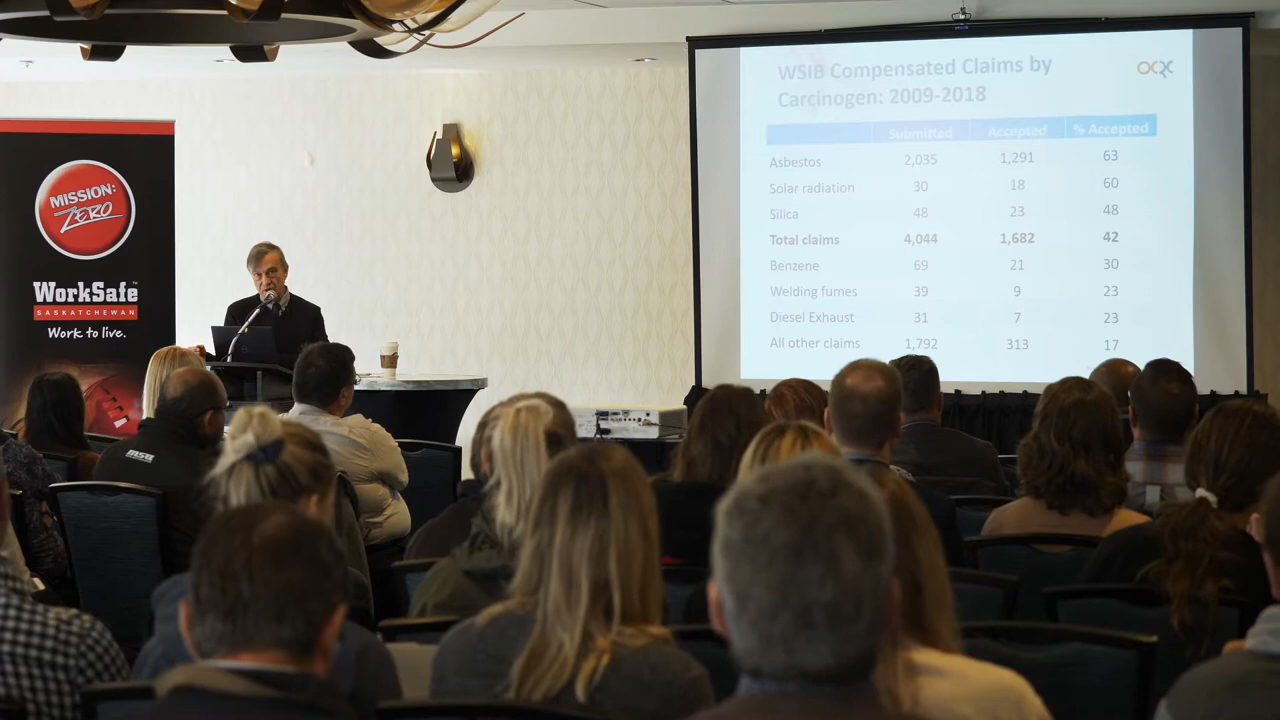 MISSION:
ZERO
WorkSafe
SASKATCHEWAN
Work to live.
WSIB Compensated Claims by
Carcinogen: 2009-2018
OCRC
Submitted Accepted % Accepted
Asbestos 2,035 1,291 63
Solar radiation 30 18 60
Silica 48 23 48
Total claims 4,044 1,682 42
Benzene 69 21 30
Welding fumes 39 9 23
Diesel Exhaust 31 7 23
All other claims 1,792 313 17